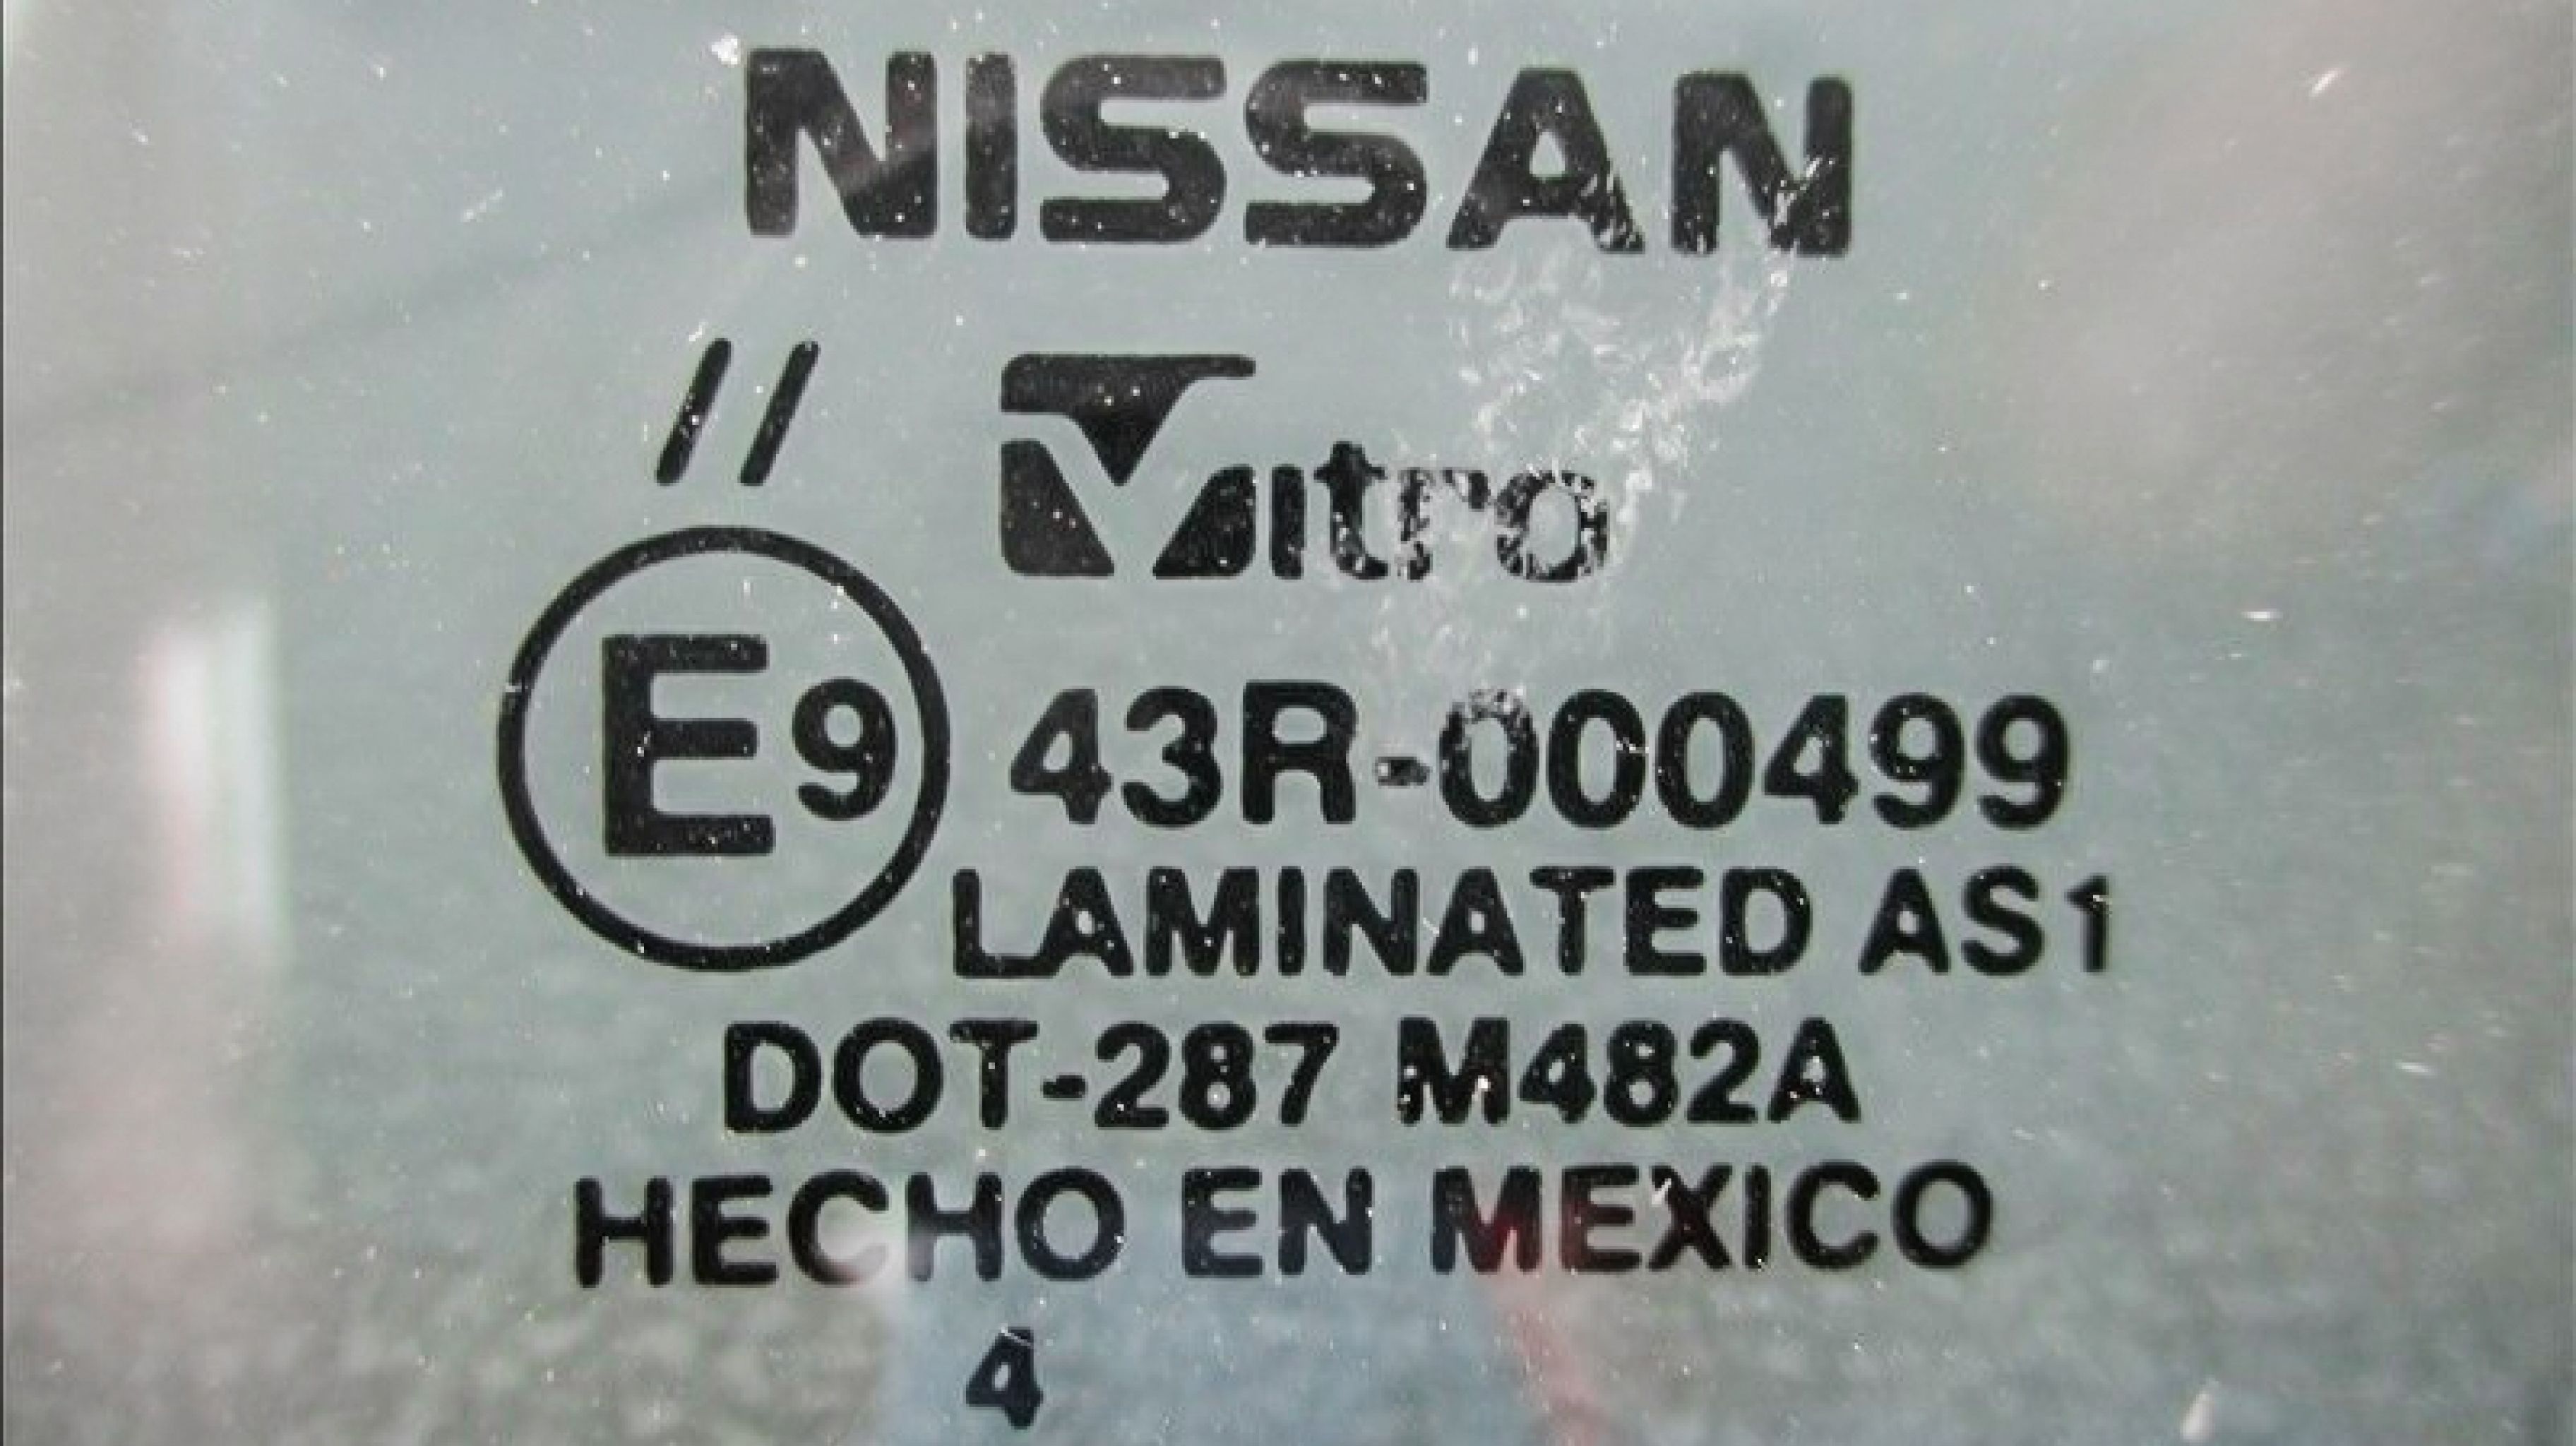 NISSAN
// Vitro
E9 43R-000499
LAMINATED AS1
DOT-287 M482A
HECHO EN MEXICO
4